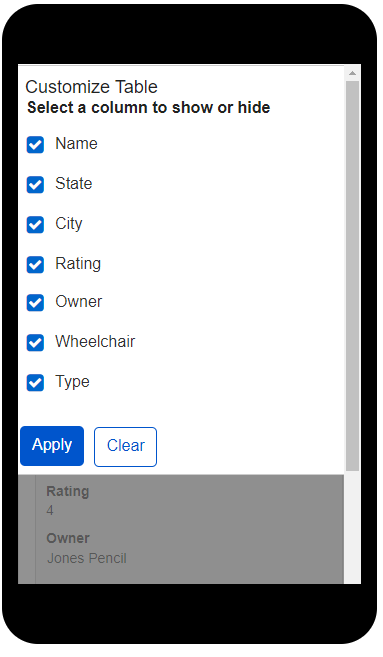 Customize Table
Select a column to show or hide
Name
State
City
Rating
Owner
Wheelchair
Type
Apply Clear
Rating
4
Owner
Jones Pencil